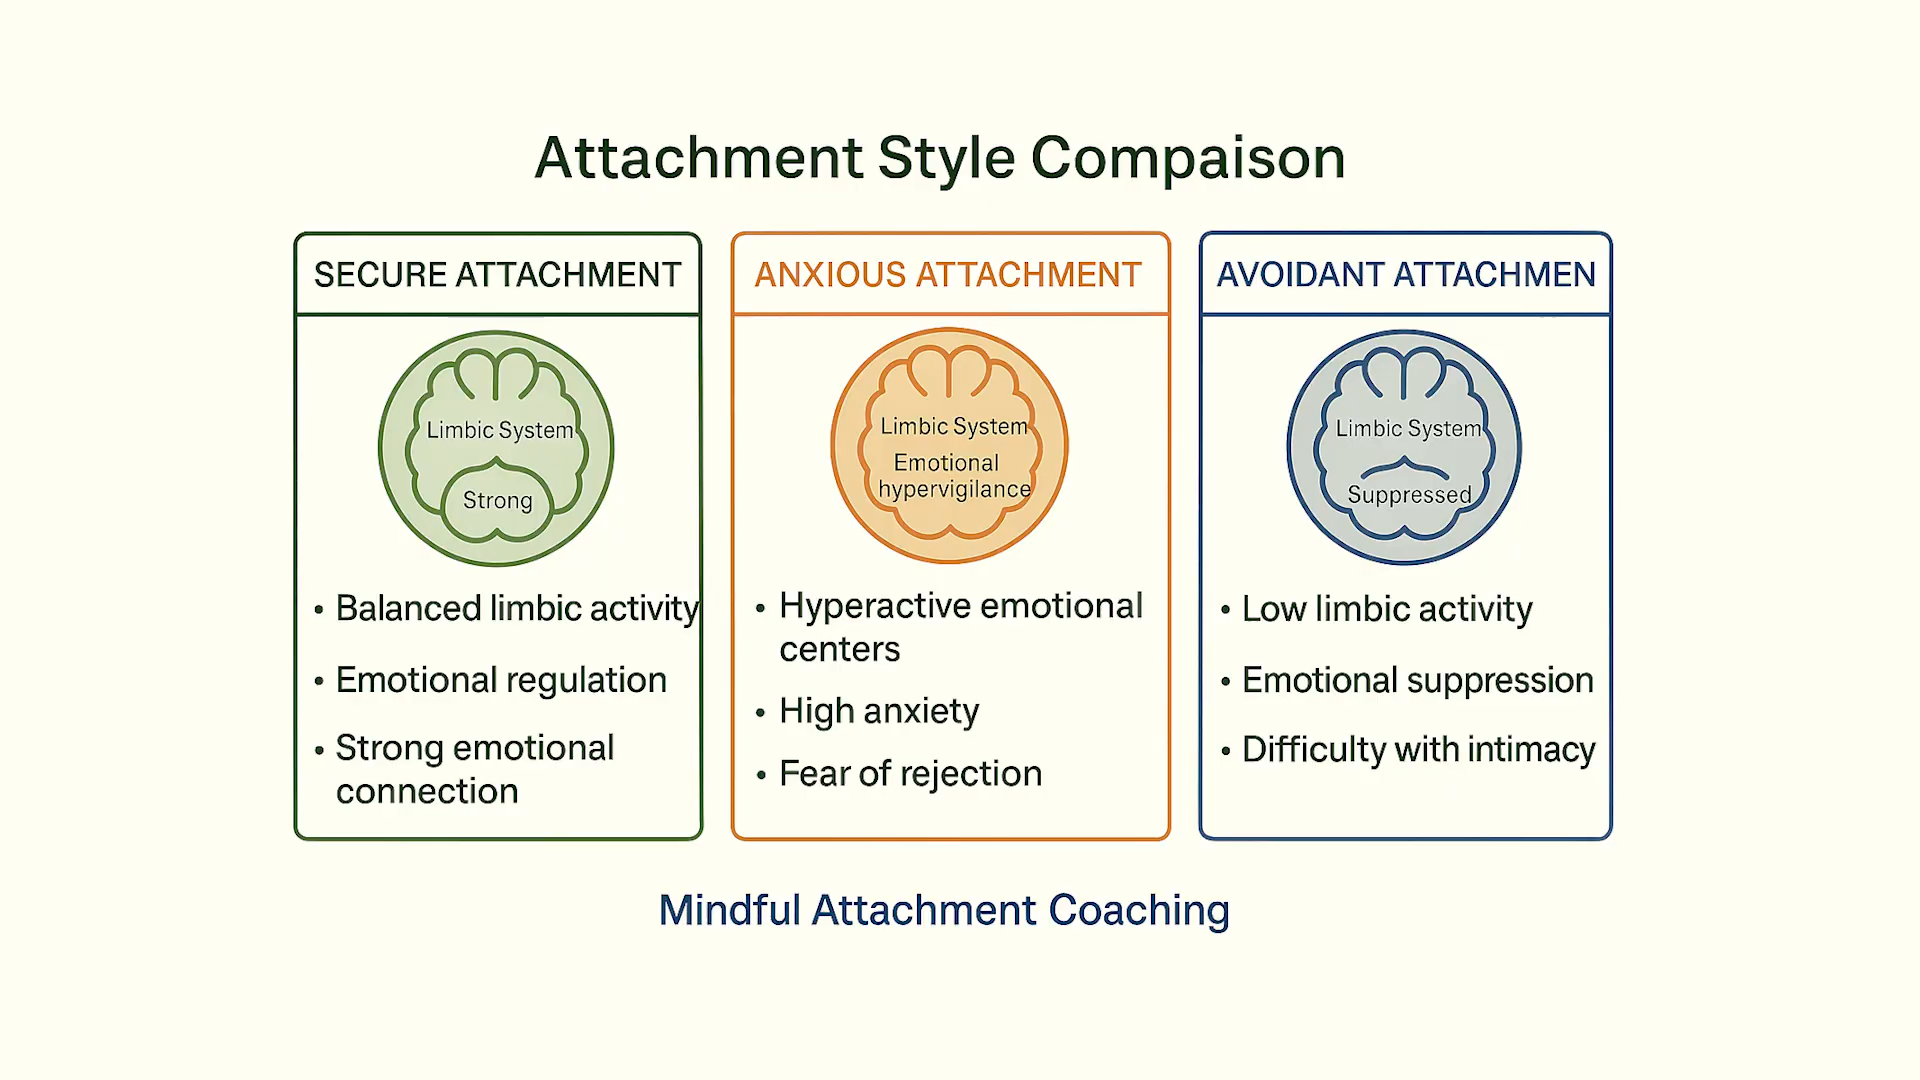 Attachment Style Compaison
SECURE ATTACHMENT
Limbic System
Strong
• Balanced limbic activity
• Emotional regulation
• Strong emotional
connection
ANXIOUS ATTACHMENT
Limbic System
Emotional
hypervigilance
• Hyperactive emotional
centers
• High anxiety
• Fear of rejection
AVOIDANT ATTACHMEN
Limbic System
Suppressed
• Low limbic activity
• Emotional suppression
• Difficulty with intimacy
Mindful Attachment Coaching